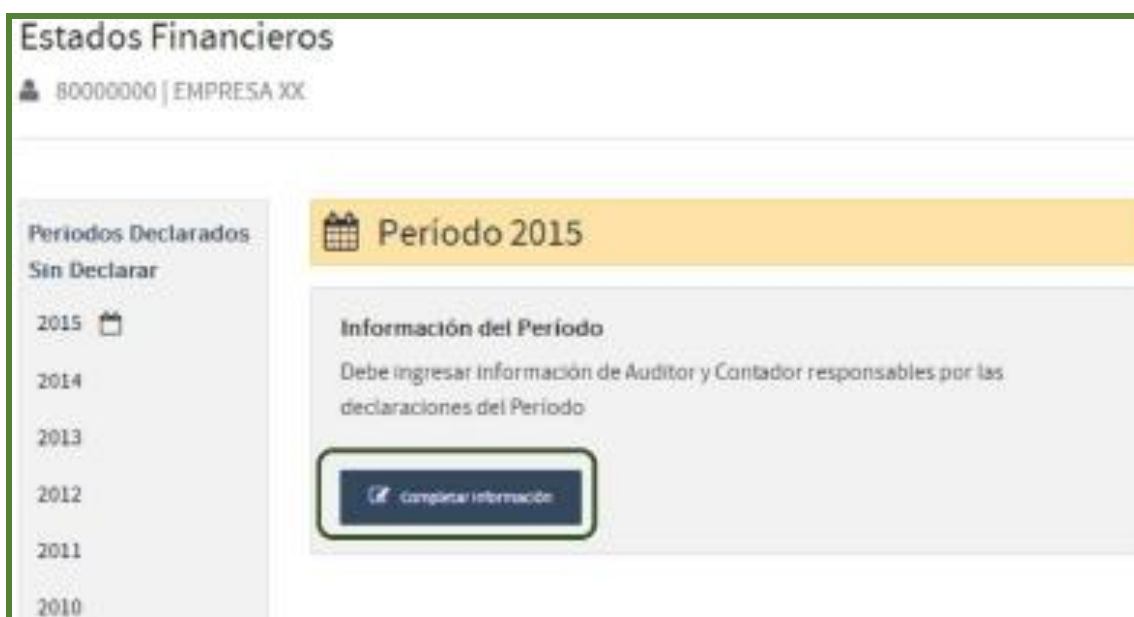 Estados Financieros
80000000 | EMPRESA XX
Periodos Declarados
Sin Declarar
2015
2014
2013
2012
2011
2010
Período 2015
Información del Período
Debe ingresar información de Auditor y Contador responsables por las
declaraciones del Período
Completar información